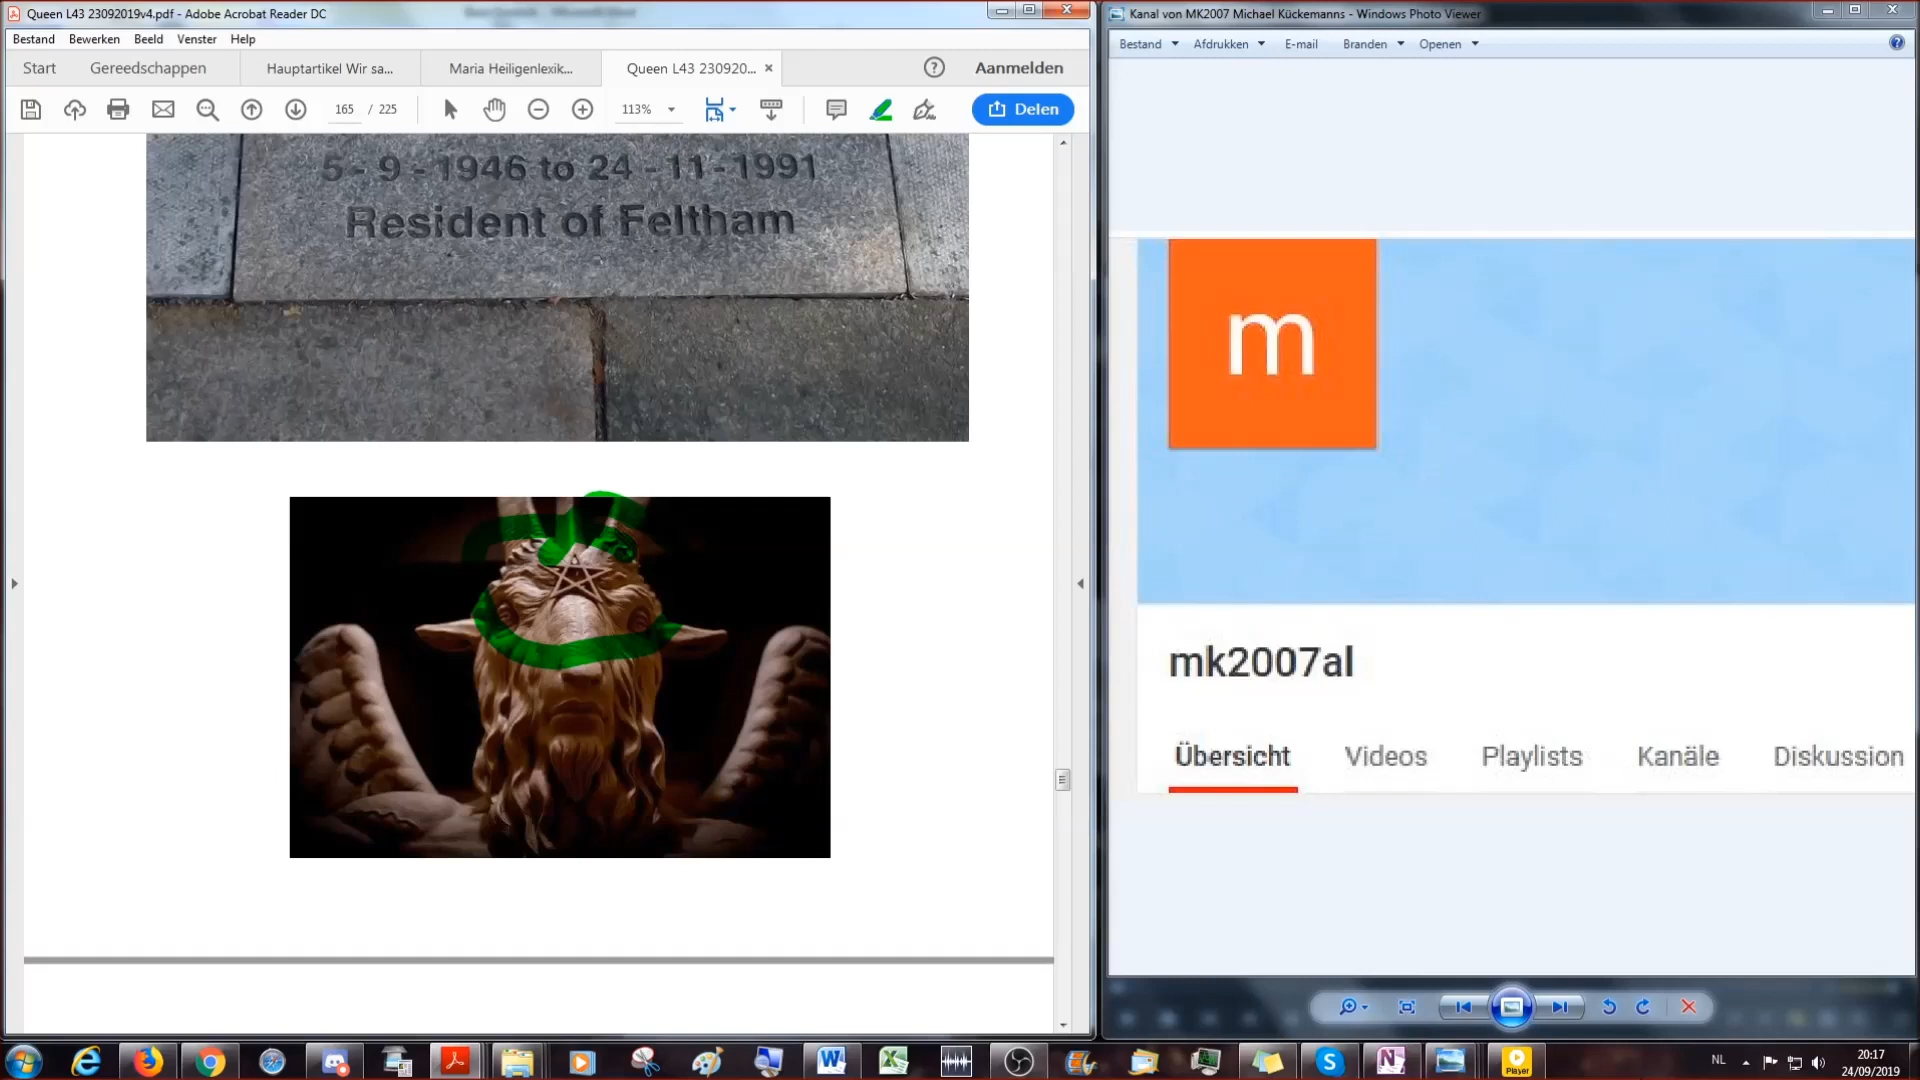 Queen L43 23092019v4.pdf - Adobe Acrobat Reader DC
Bestand Bewerken Beeld Venster Help
Start Gereedschappen Hauptartikel Wir sa... Maria Heiligenlexik... Queen L43 230920... × Aanmelden
165 / 225 113% Delen
5 - 9 - 1946 to 24 - 11 - 1991
Resident of Feltham
Kanal von MK2007 Michael Kückemanns - Windows Photo Viewer
Bestand Afdrukken E-mail Branden Openen
m
mk2007al
Übersicht Videos Playlists Kanäle Diskussion
Player
NL
20:17
24/09/2019